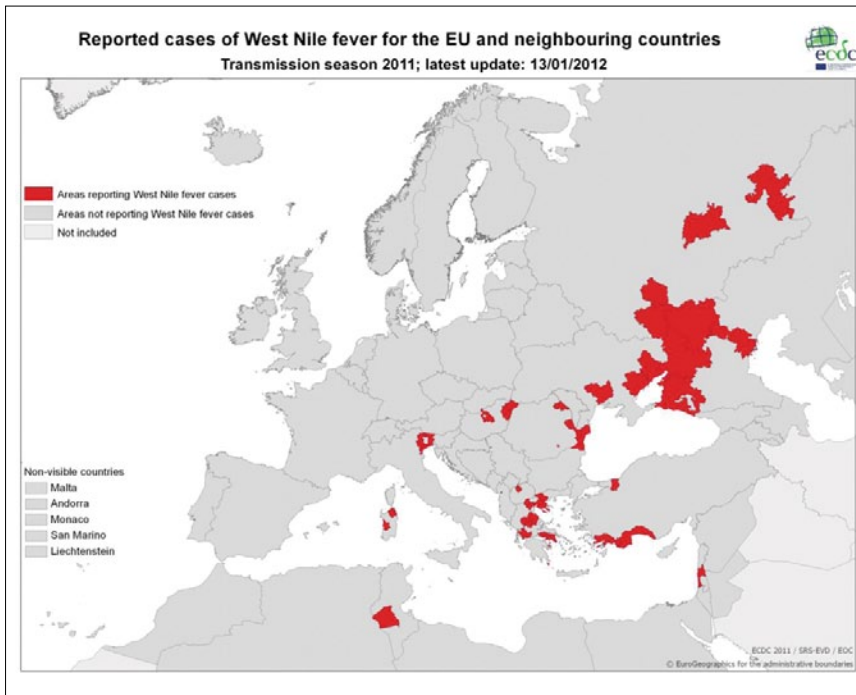 Reported cases of West Nile fever for the EU and neighbouring countries
Transmission season 2011; latest update: 13/01/2012
ecdc
Areas reporting West Nile fever cases
Areas not reporting West Nile fever cases
Not included
Non-visible countries
Malta
Andorra
Monaco
San Marino
Liechtenstein
ECDC 2011 / SRS-EVD / EOC
© EuroGeographics for the administrative boundaries